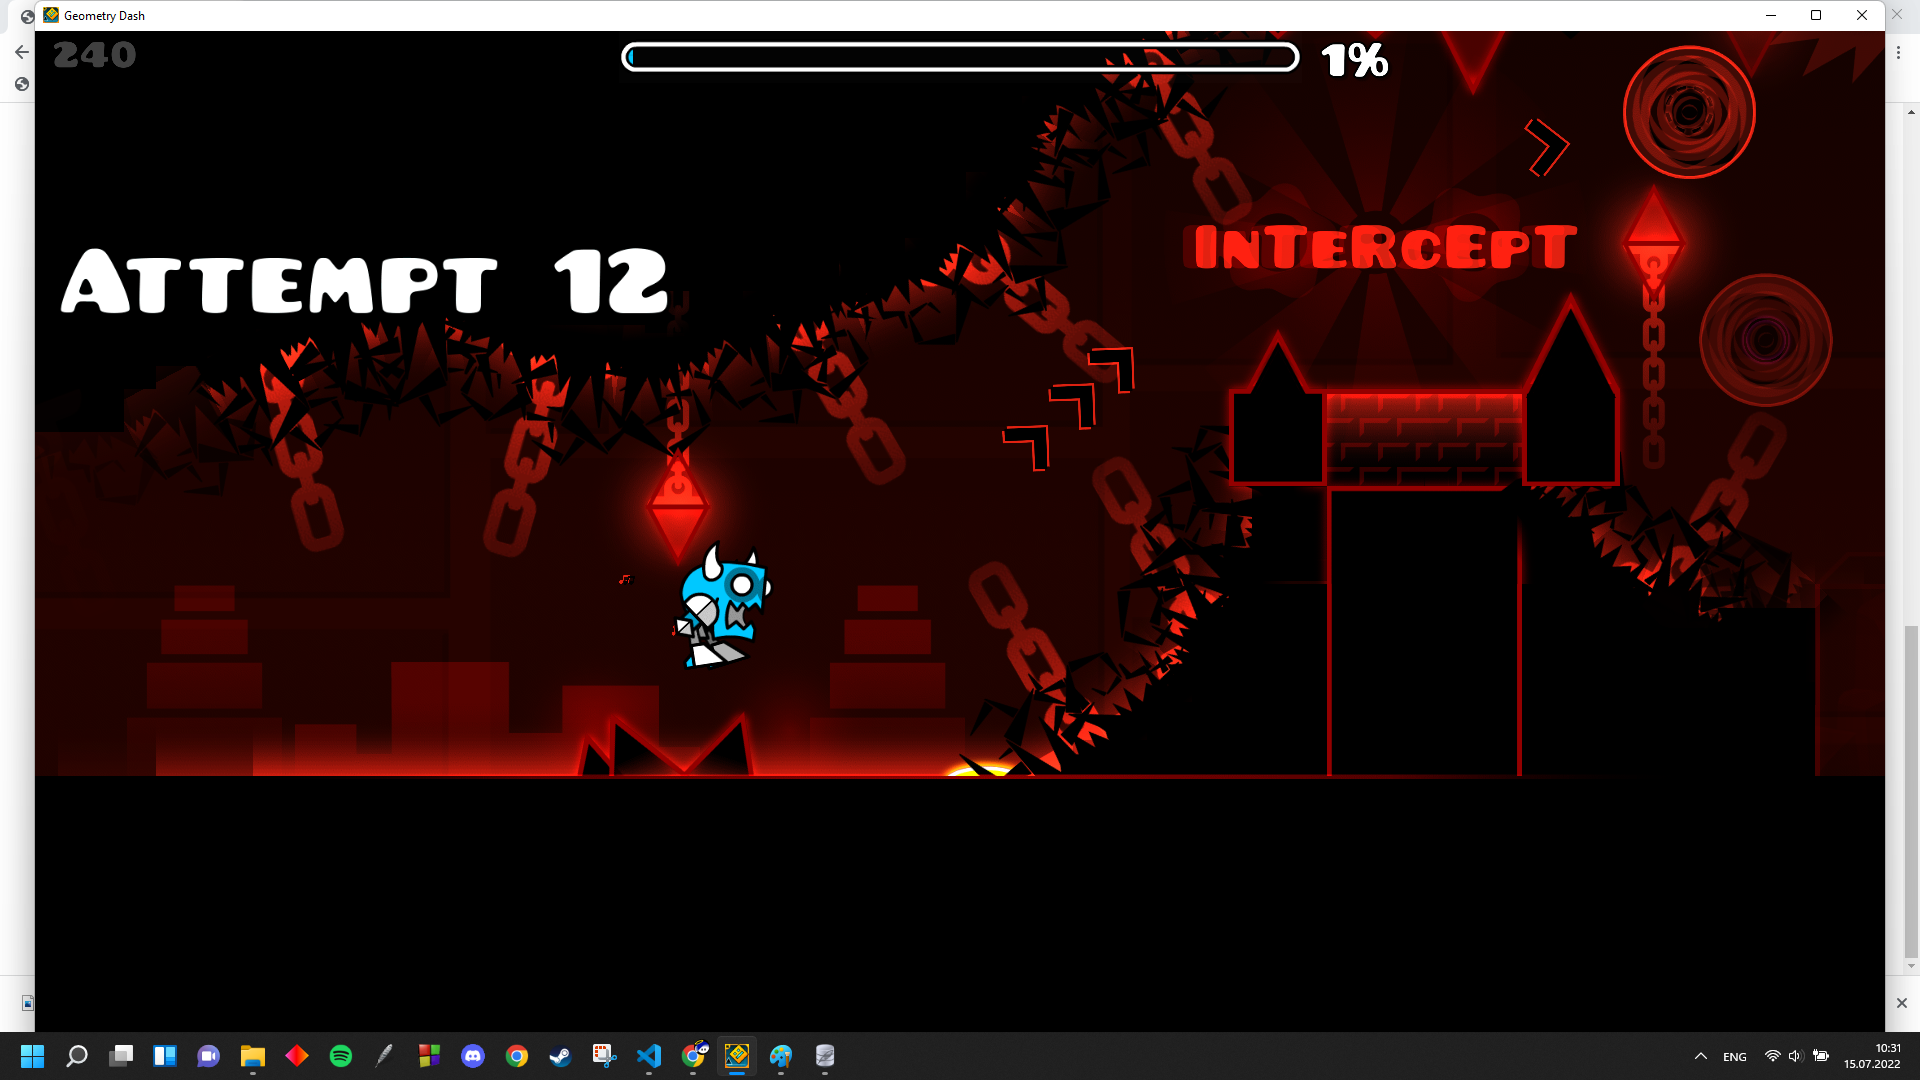 Geometry Dash
240
1%
ATTEMPT 12
INTERCEPT
ENG
10:31
15.07.2022